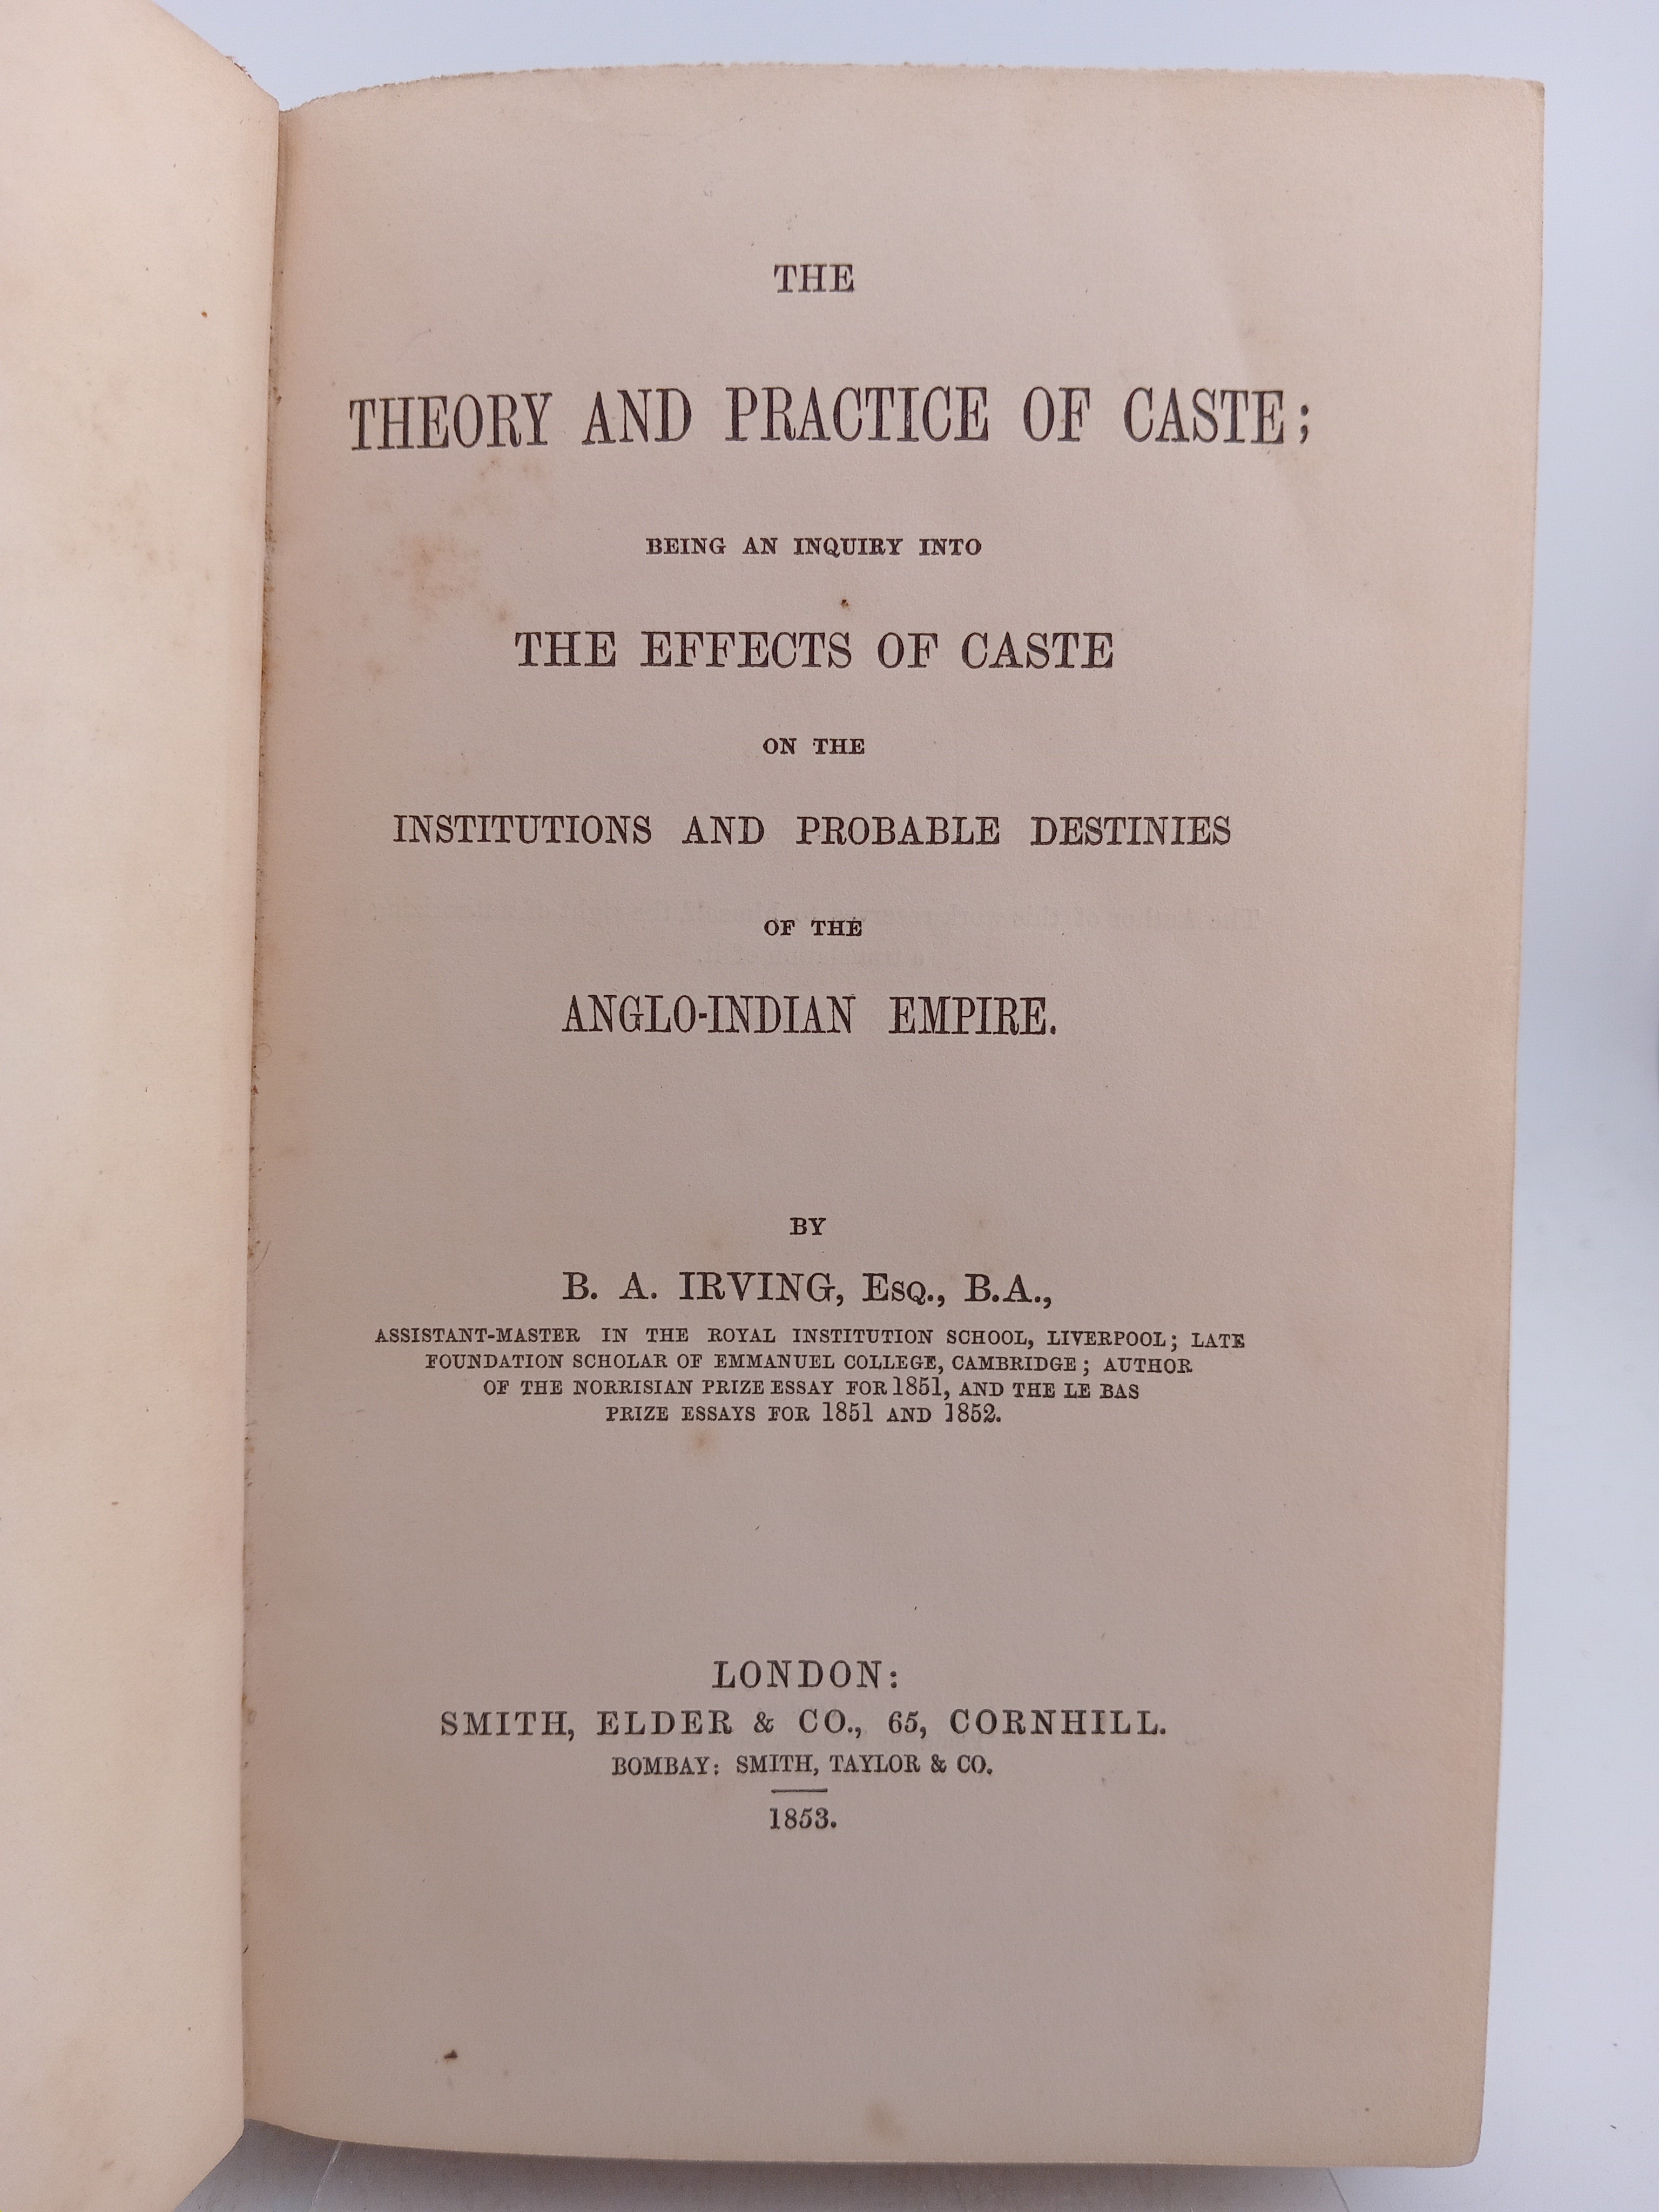 THE
THEORY AND PRACTICE OF CASTE;
BEING AN INQUIRY INTO
THE EFFECTS OF CASTE
ON THE
INSTITUTIONS AND PROBABLE DESTINIES
OF THE
ANGLO-INDIAN EMPIRE.
BY
B. A. IRVING, ESQ., B.A.,
ASSISTANT-MASTER IN THE ROYAL INSTITUTION SCHOOL, LIVERPOOL; LATE
FOUNDATION SCHOLAR OF EMMANUEL COLLEGE, CAMBRIDGE; AUTHOR
OF THE NORRISIAN PRIZE ESSAY FOR 1851, AND THE LE BAS
PRIZE ESSAYS FOR 1851 AND 1852.
LONDON:
SMITH, ELDER & CO., 65, CORNHILL.
BOMBAY: SMITH, TAYLOR & CO.
1853.